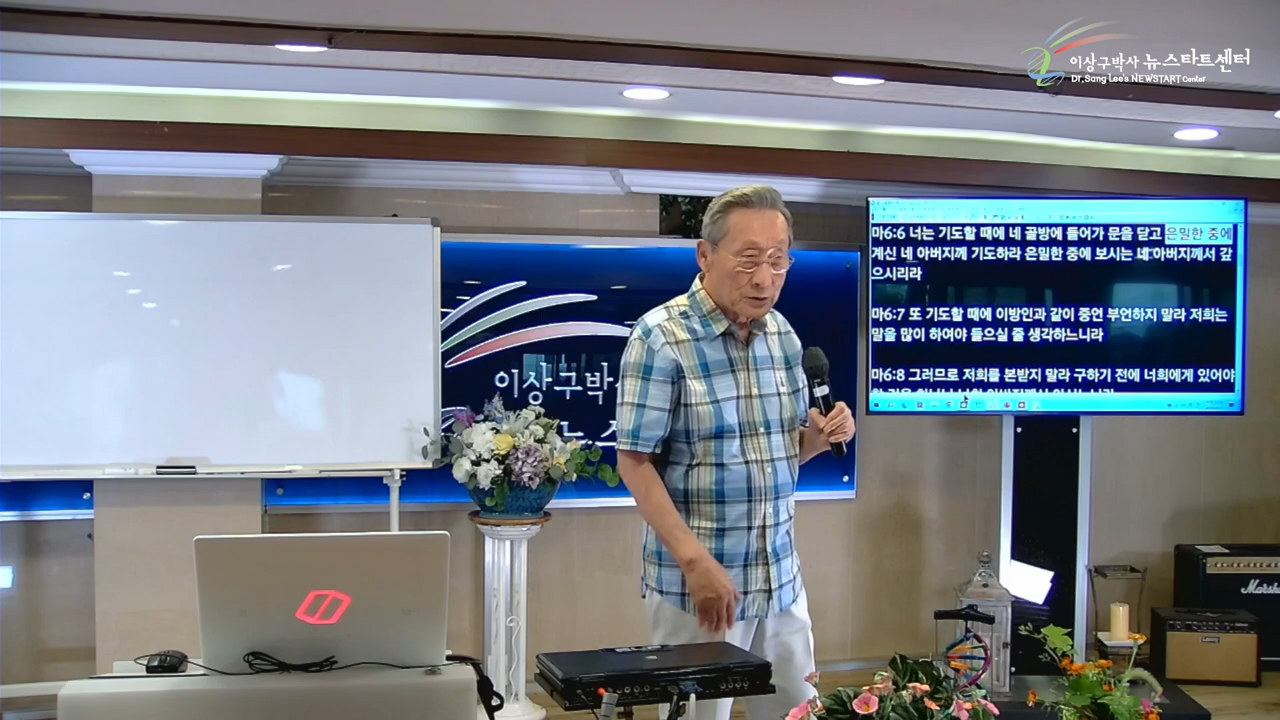 이상구박사 뉴스타트센터
Dr.Sang Lee's NEWSTART Center
마6:6 너는 기도할 때에 네 골방에 들어가 문을 닫고 은밀한 중에
계신 네 아버지께 기도하라 은밀한 중에 보시는 네 아버지께서 갚
으시리라
마6:7 또 기도할 때에 이방인과 같이 중언 부언하지 말라 저희는
말을 많이 하여야 들으실 줄 생각하느니라
마6:8 그러므로 저희를 본받지 말라 구하기 전에 너희에게 있어야
이상구박
뉴스
Marsh
Laney